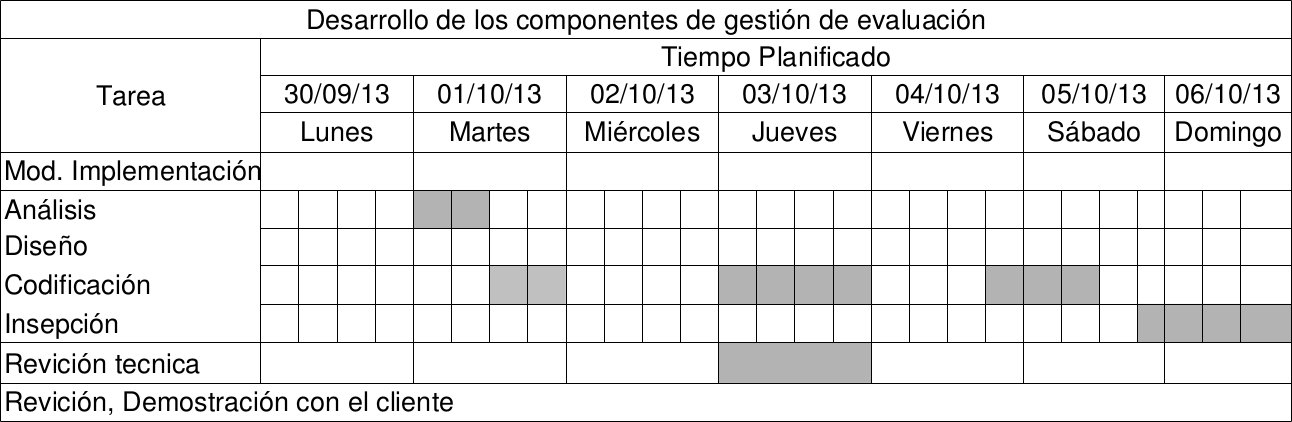 Desarrollo de los componentes de gestión de evaluación
Tiempo Planificado
Tarea
30/09/13 01/10/13 02/10/13 03/10/13 04/10/13 05/10/13 06/10/13
Lunes Martes Miércoles Jueves Viernes Sábado Domingo
Mod. Implementación
Análisis
Diseño
Codificación
Insepción
Revición tecnica
Revición, Demostración con el cliente